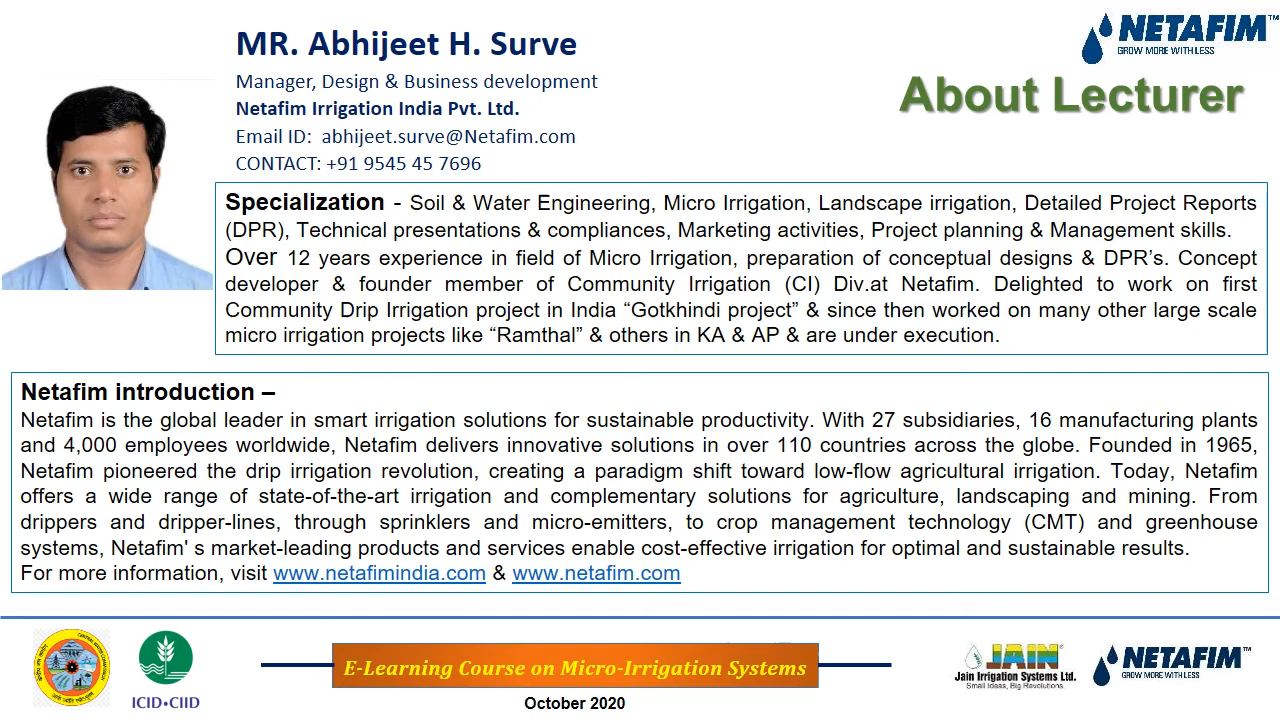 MR. Abhijeet H. Surve
Manager, Design & Business development
Netafim Irrigation India Pvt. Ltd.
Email ID:  abhijeet.surve@Netafim.com
CONTACT: +91 9545 45 7696
NETAFIM™
GROW MORE WITH LESS
About Lecturer
Specialization - Soil & Water Engineering, Micro Irrigation, Landscape irrigation, Detailed Project Reports
(DPR), Technical presentations & compliances, Marketing activities, Project planning & Management skills.
Over 12 years experience in field of Micro Irrigation, preparation of conceptual designs & DPR’s. Concept
developer & founder member of Community Irrigation (CI) Div.at Netafim. Delighted to work on first
Community Drip Irrigation project in India “Gotkhindi project” & since then worked on many other large scale
micro irrigation projects like “Ramthal” & others in KA & AP & are under execution.
Netafim introduction –
Netafim is the global leader in smart irrigation solutions for sustainable productivity. With 27 subsidiaries, 16 manufacturing plants
and 4,000 employees worldwide, Netafim delivers innovative solutions in over 110 countries across the globe. Founded in 1965,
Netafim pioneered the drip irrigation revolution, creating a paradigm shift toward low-flow agricultural irrigation. Today, Netafim
offers a wide range of state-of-the-art irrigation and complementary solutions for agriculture, landscaping and mining. From
drippers and dripper-lines, through sprinklers and micro-emitters, to crop management technology (CMT) and greenhouse
systems, Netafim' s market-leading products and services enable cost-effective irrigation for optimal and sustainable results.
For more information, visit www.netafimindia.com & www.netafim.com
ICID•CIID
E-Learning Course on Micro-Irrigation Systems
October 2020
JAIN®
Jain Irrigation Systems Ltd.
Small Ideas, Big Revolutions.
NETAFIM™
GROW MORE WITH LESS